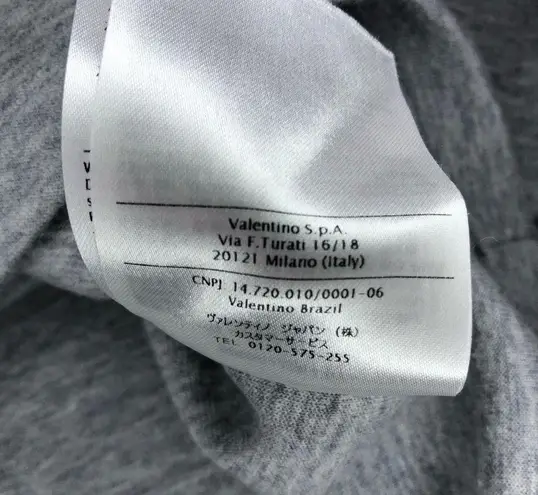 Valentino S.p.A.
Via F.Turati 16/18
20121 Milano (Italy)
CNPJ 14.720.010/0001-06
Valentino Brazil
ヴァレンティノ ジャパン (株)
カスタマーサービス
TEL 0120-575-255